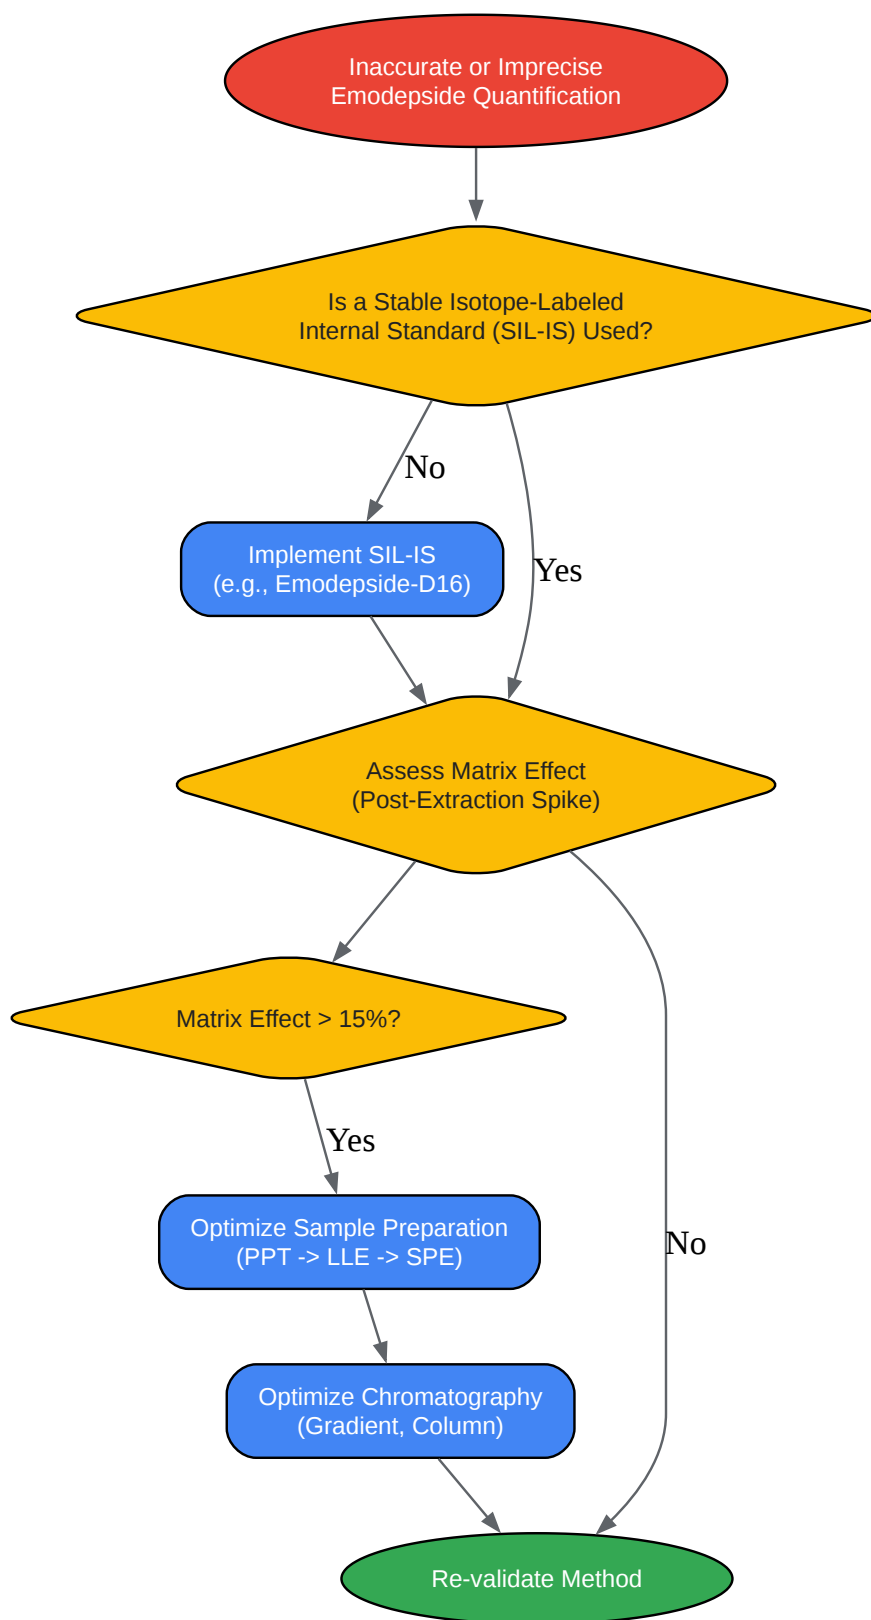 Inaccurate or Imprecise
Emodepside Quantification
Is a Stable Isotope-Labeled
Internal Standard (SIL-IS) Used?
No
Implement SIL-IS
(e.g., Emodepside-D16)
Yes
Assess Matrix Effect
(Post-Extraction Spike)
Matrix Effect > 15%?
Yes
Optimize Sample Preparation
(PPT -> LLE -> SPE)
No
Optimize Chromatography
(Gradient, Column)
Re-validate Method